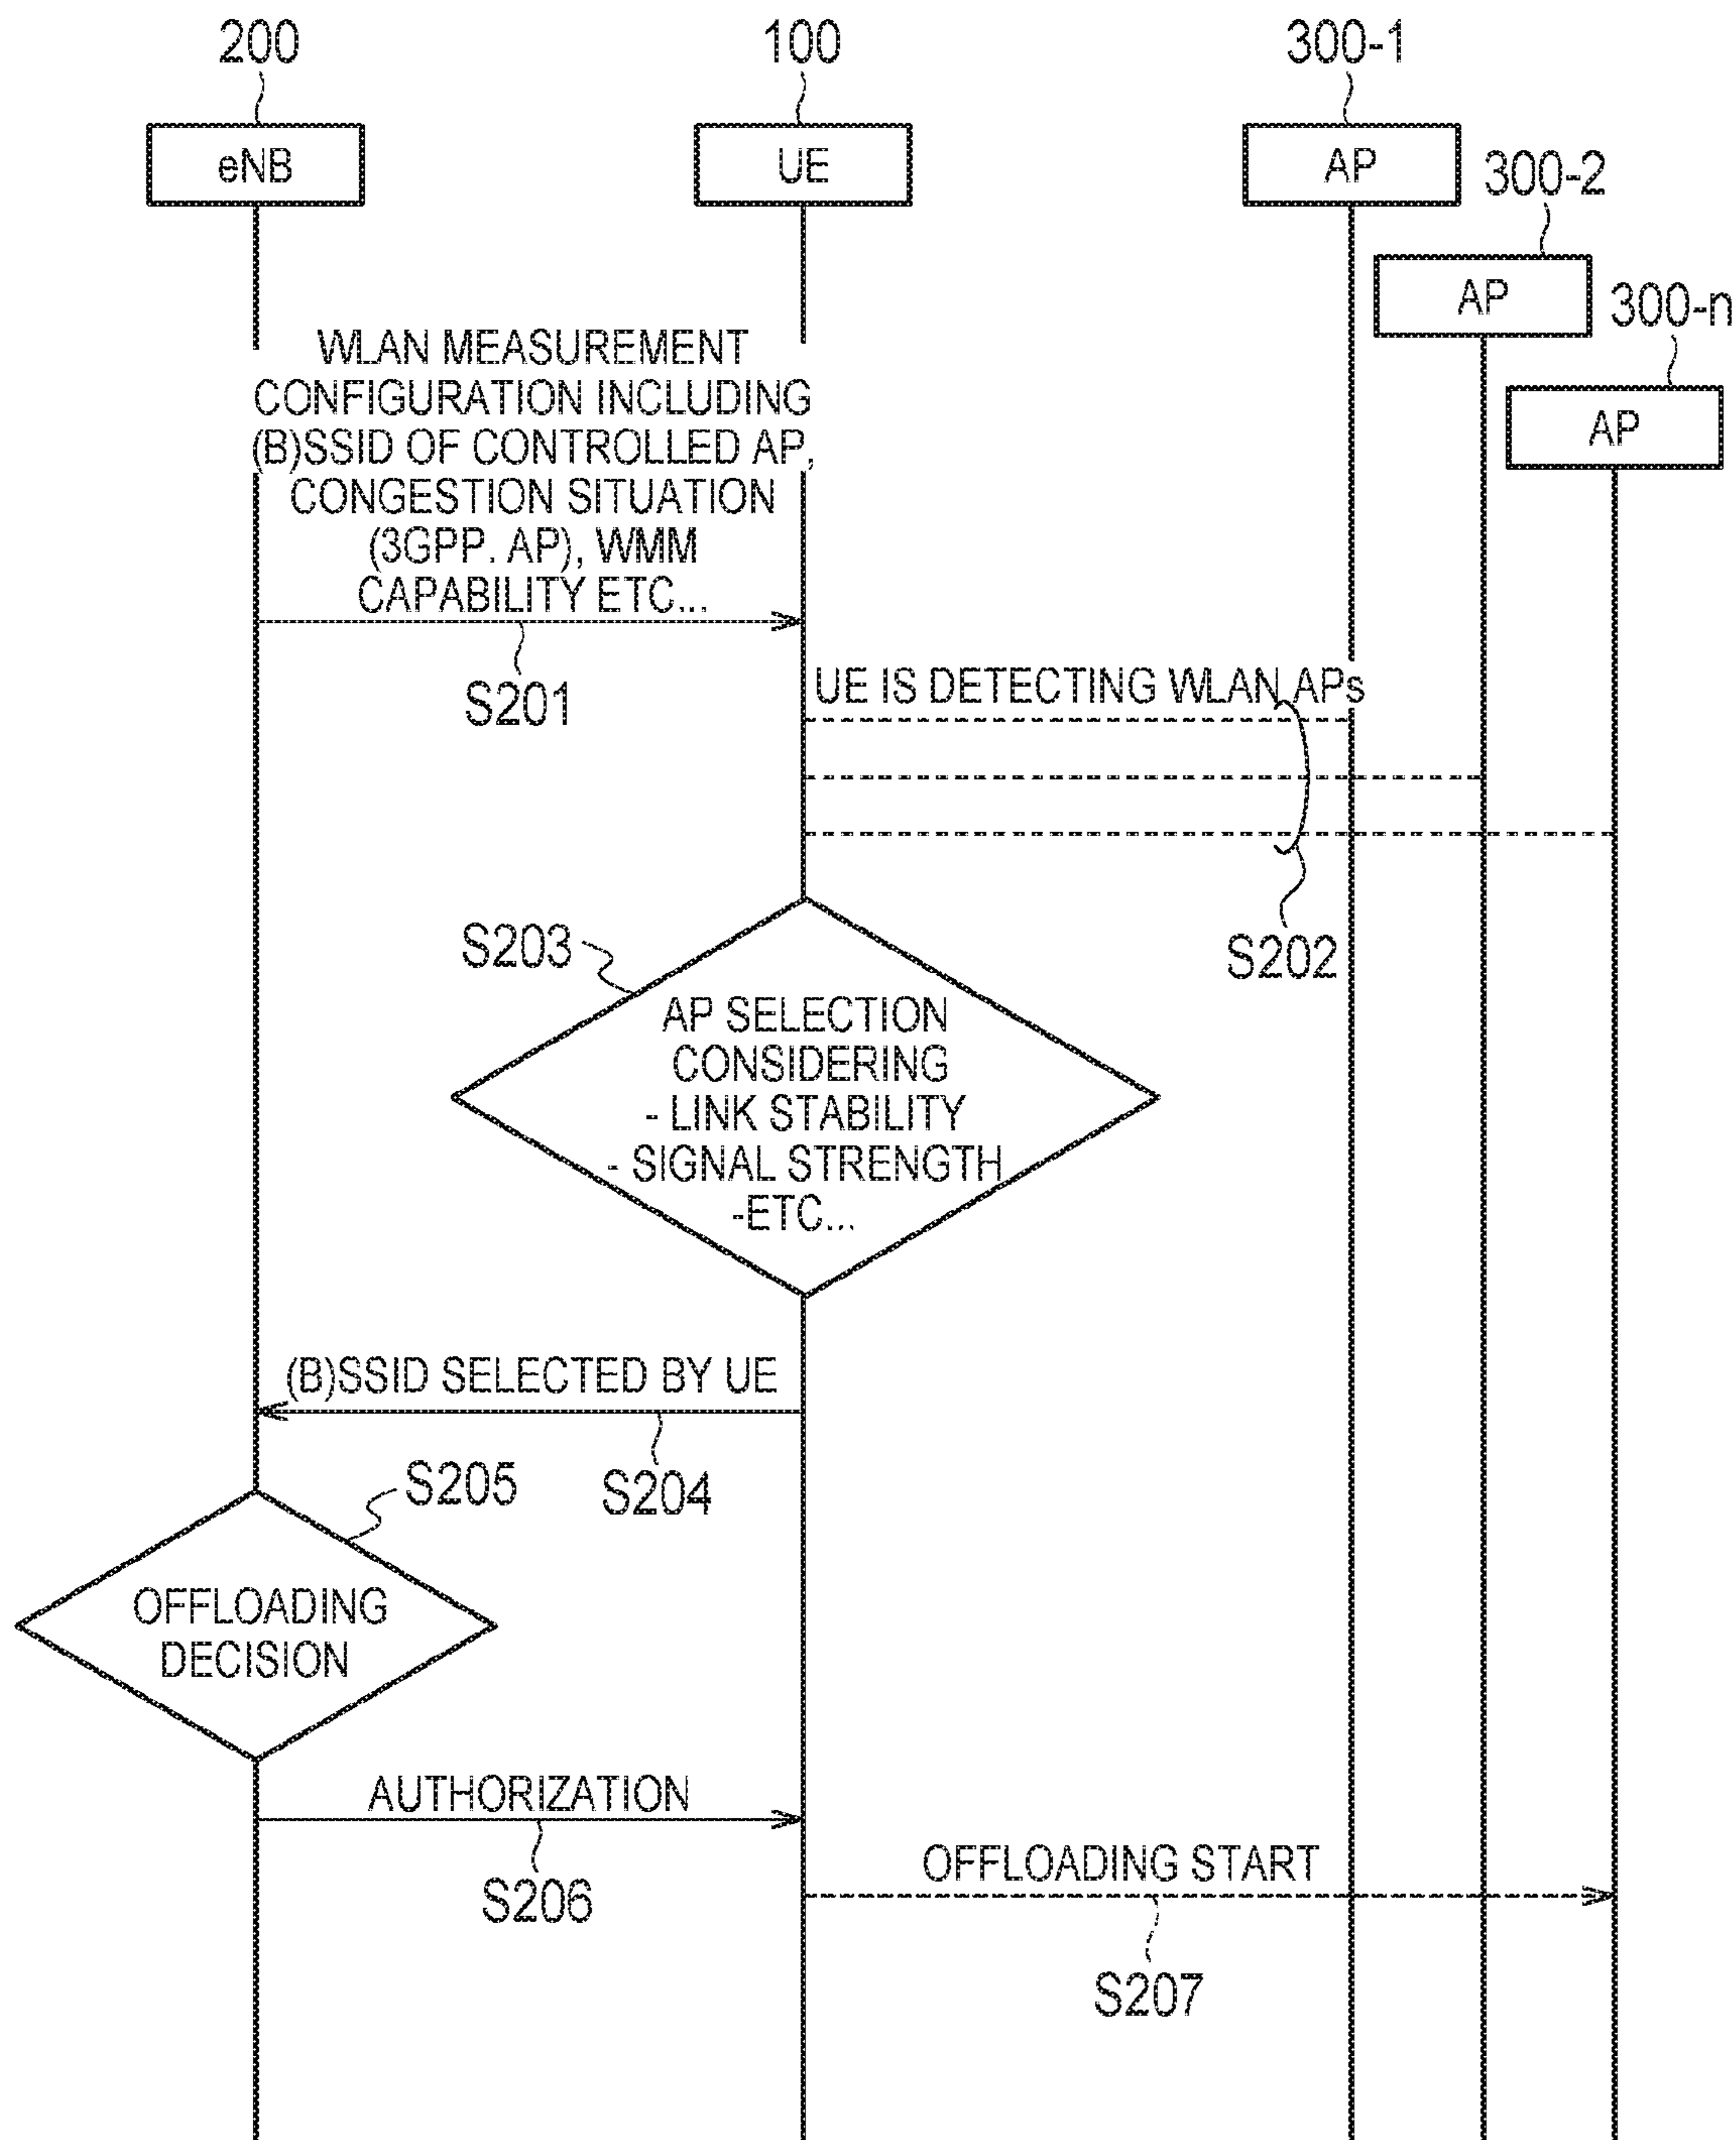 200
100
300-1
eNB
UE
AP
300-2
AP
300-n
AP
WLAN MEASUREMENT
CONFIGURATION INCLUDING
(B)SSID OF CONTROLLED AP,
CONGESTION SITUATION
(3GPP. AP), WMM
CAPABILITY ETC...
S201
UE IS DETECTING WLAN APs
S202
S203
AP SELECTION
CONSIDERING
- LINK STABILITY
- SIGNAL STRENGTH
-ETC...
(B)SSID SELECTED BY UE
S204
S205
OFFLOADING
DECISION
AUTHORIZATION
S206
OFFLOADING START
S207